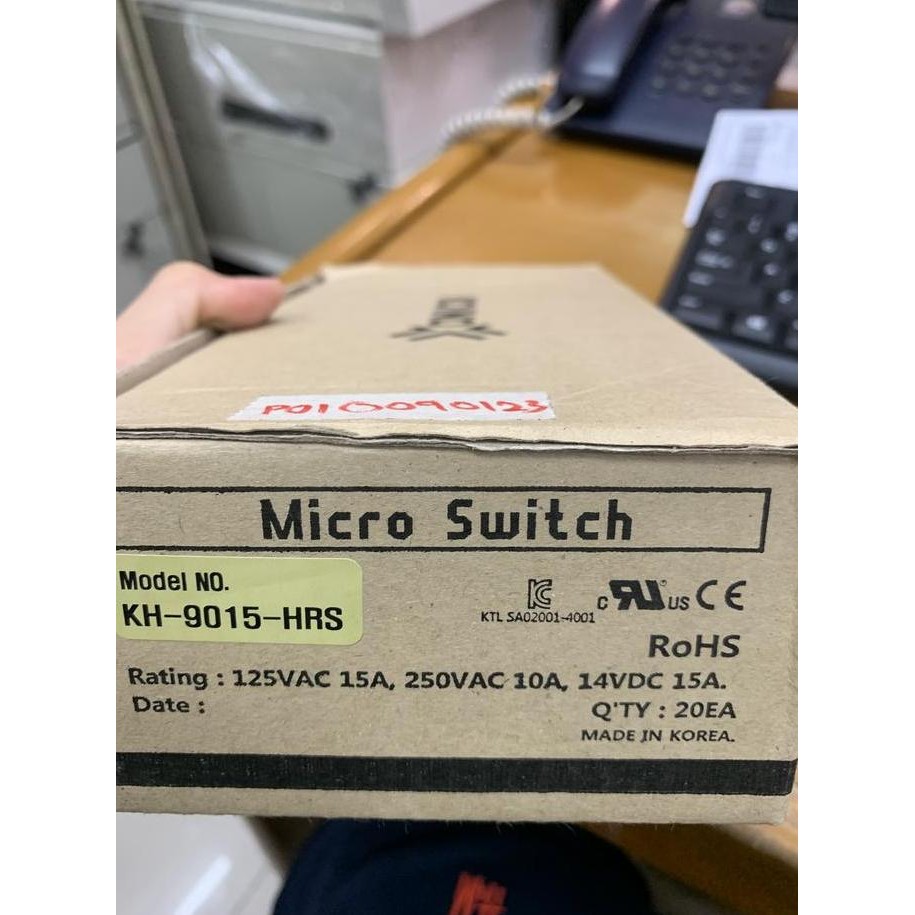 P010090123
Micro Switch
Model NO.
KH-9015-HRS
KTL SA02001-4001
C RU US CE
RoHS
Rating : 125VAC 15A, 250VAC 10A, 14VDC 15A.
Date :
Q'TY : 20EA
MADE IN KOREA.